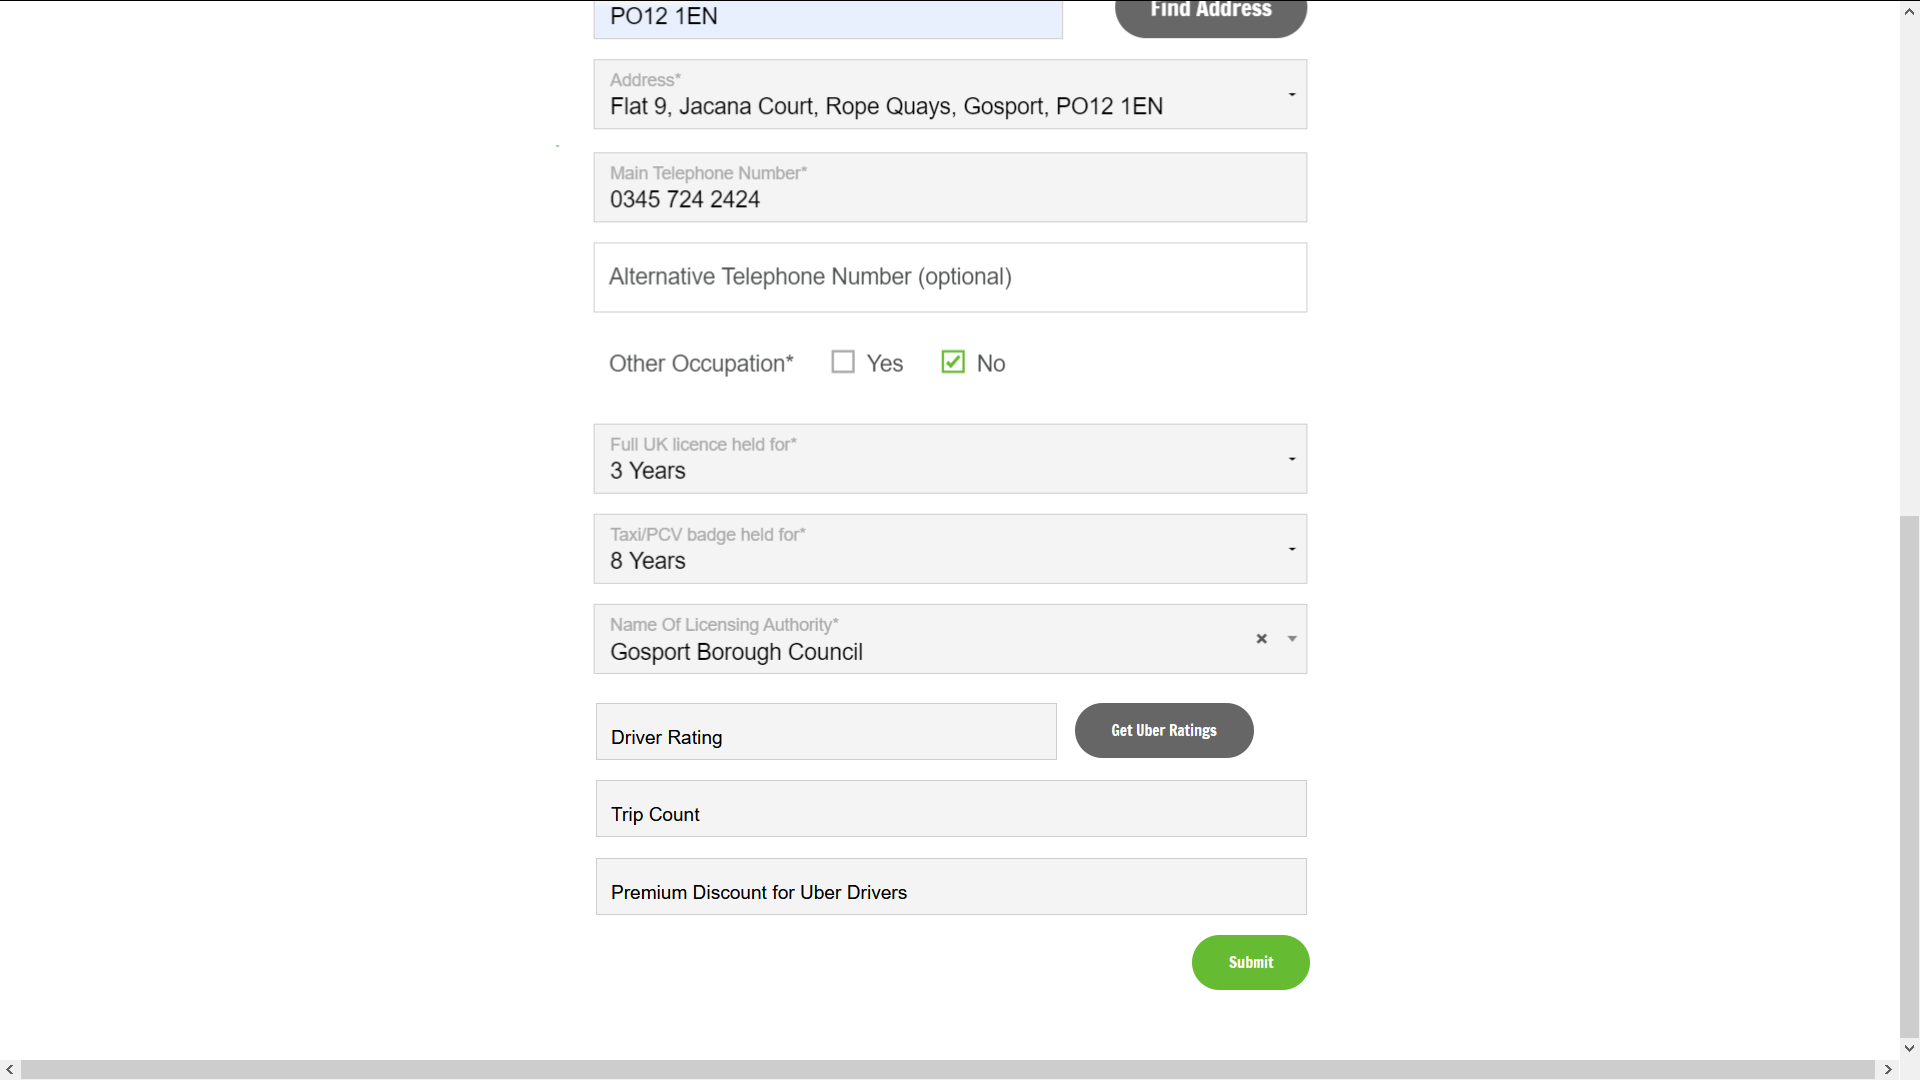 PO12 1EN
Find Address
Address*
Flat 9, Jacana Court, Rope Quays, Gosport, PO12 1EN
Main Telephone Number*
0345 724 2424
Alternative Telephone Number (optional)
Other Occupation* Yes No
Full UK licence held for*
3 Years
Taxi/PCV badge held for*
8 Years
Name Of Licensing Authority*
Gosport Borough Council
Driver Rating
Get Uber Ratings
Trip Count
Premium Discount for Uber Drivers
Submit